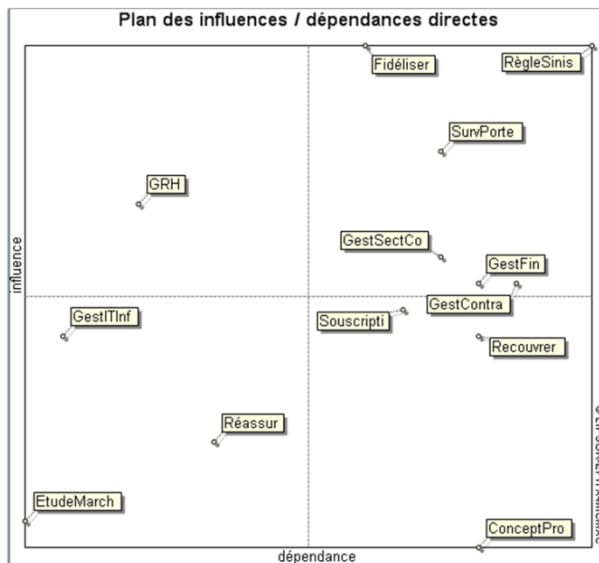 Plan des influences / dépendances directes
Fidéliser
RègleSinis
SurvPorte
GRH
GestSectCo
GestFin
GestContra
influence
GestITInf
Souscripti
Recouvrer
Réassur
EtudeMarch
ConceptPro
dépendance